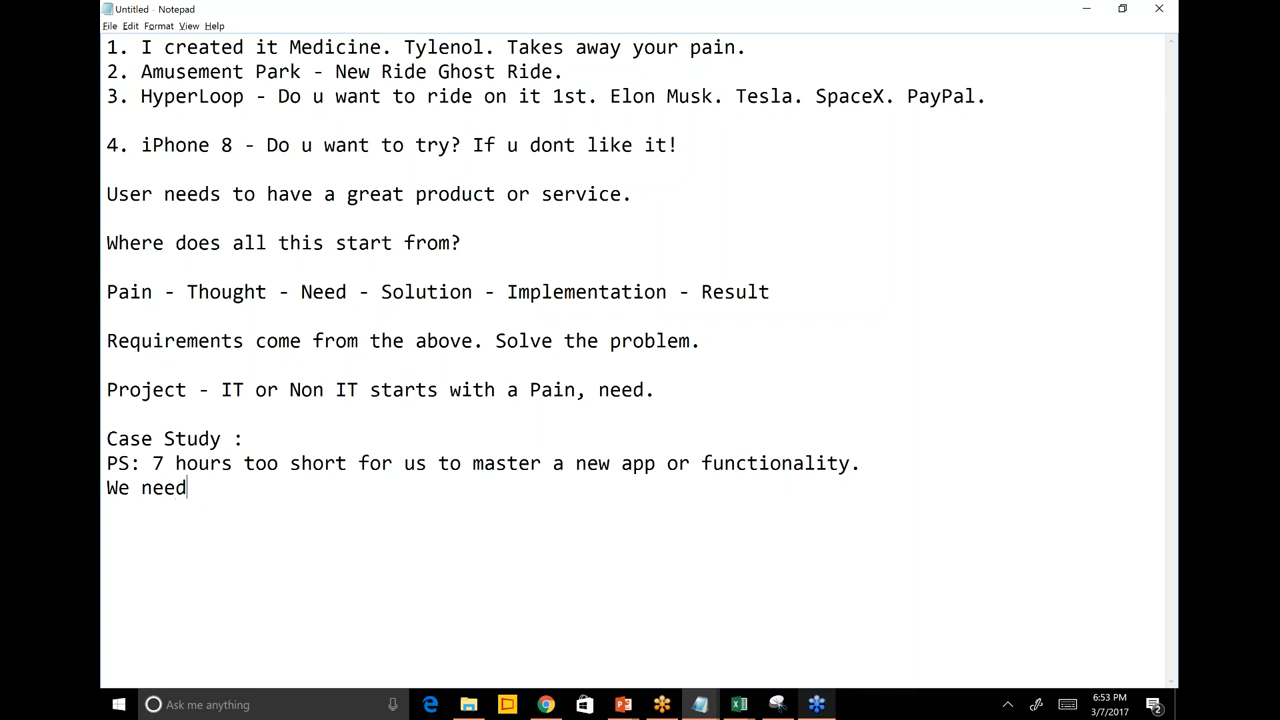 Untitled - Notepad
File Edit Format View Help
1. I created it Medicine. Tylenol. Takes away your pain.
2. Amusement Park - New Ride Ghost Ride.
3. HyperLoop - Do u want to ride on it 1st. Elon Musk. Tesla. SpaceX. PayPal.
4. iPhone 8 - Do u want to try? If u dont like it!
User needs to have a great product or service.
Where does all this start from?
Pain - Thought - Need - Solution - Implementation - Result
Requirements come from the above. Solve the problem.
Project - IT or Non IT starts with a Pain, need.
Case Study :
PS: 7 hours too short for us to master a new app or functionality.
We need
Ask me anything
6:53 PM
3/7/2017
2